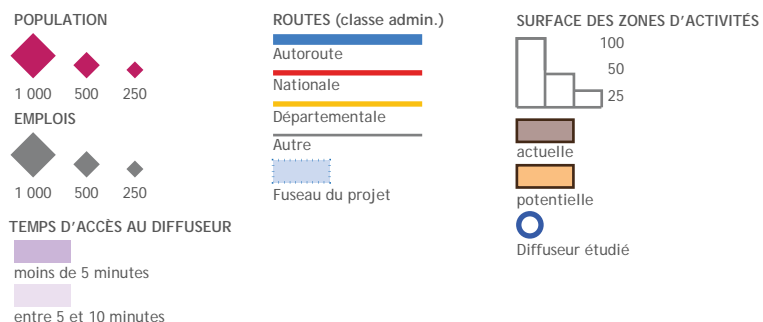 POPULATION
1 000 500 250
EMPLOIS
1 000 500 250
TEMPS D'ACCÈS AU DIFFUSEUR
moins de 5 minutes
entre 5 et 10 minutes
ROUTES (classe admin.)
Autoroute
Nationale
Départementale
Autre
Fuseau du projet
SURFACE DES ZONES D'ACTIVITÉS
100
50
25
actuelle
potentielle
Diffuseur étudié